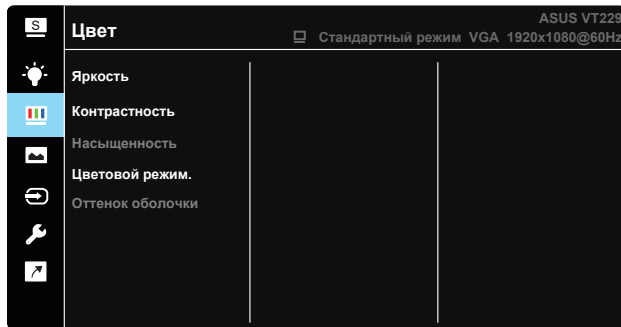 S
Цвет
ASUS VT229
Стандартный режим VGA 1920x1080@60Hz
Яркость
Контрастность
Насыщенность
Цветовой режим.
Оттенок оболочки